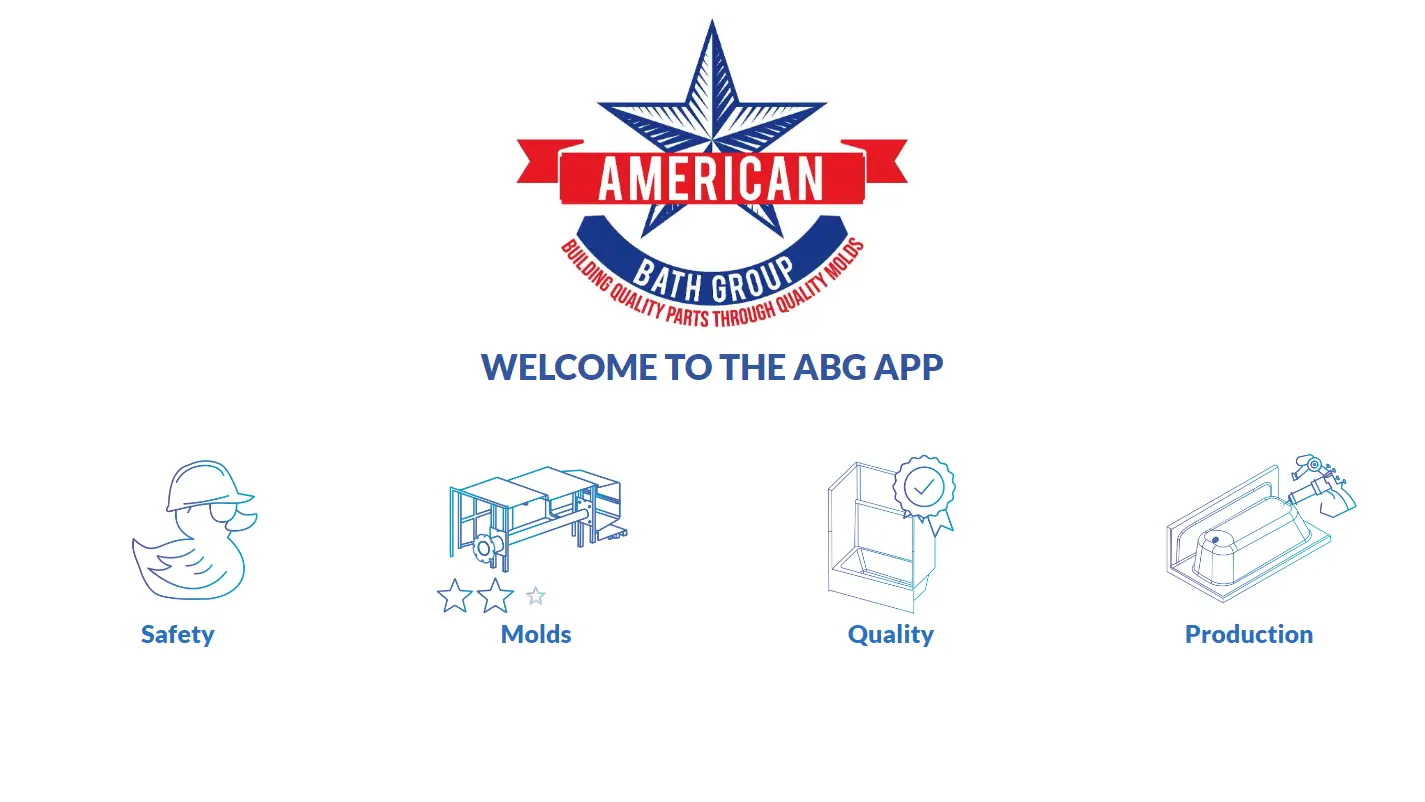 AMERICAN
BATH GROUP
BUILDING QUALITY PARTS THROUGH QUALITY MOLDS
WELCOME TO THE ABG APP
Safety
Molds
Quality
Production